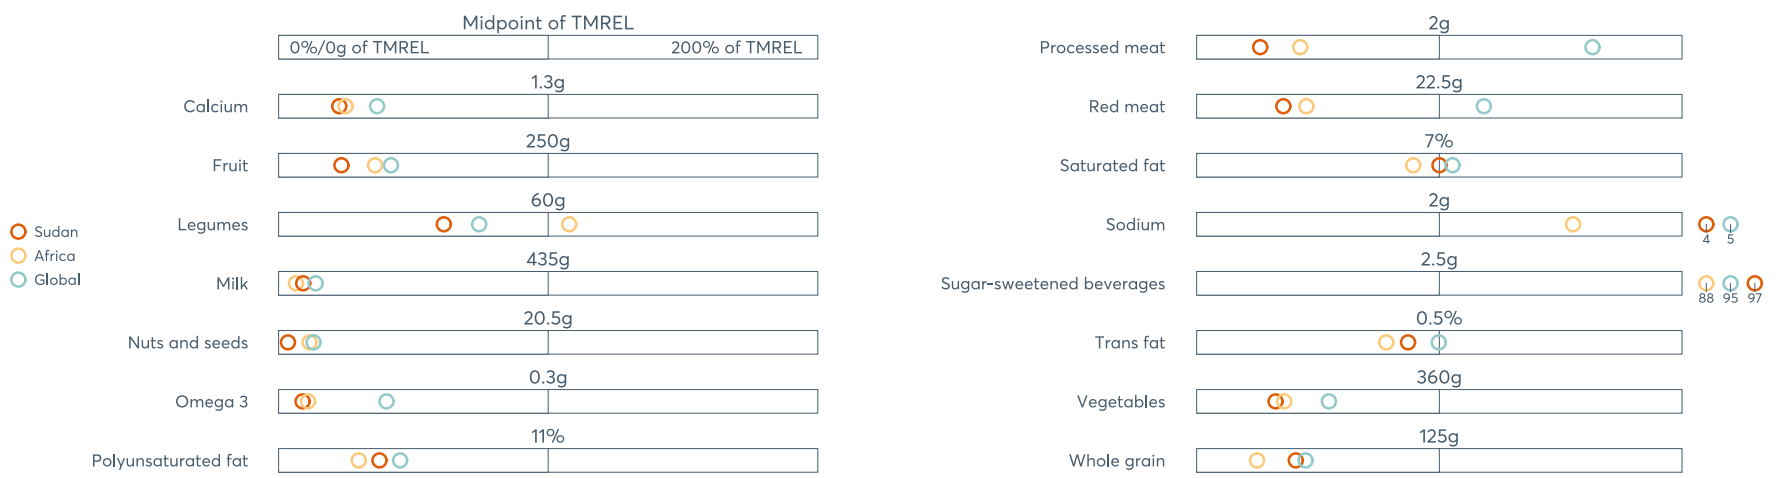 Midpoint of TMREL
0%/0g of TMREL 200% of TMREL
1.3g
Calcium
250g
Fruit
60g
Legumes
435g
Milk
20.5g
Nuts and seeds
0.3g
Omega 3
11%
Polyunsaturated fat
Sudan
Africa
Global
2g
Processed meat
22.5g
Red meat
7%
Saturated fat
2g
Sodium
4 5
2.5g
Sugar-sweetened beverages
88 95 97
0.5%
Trans fat
360g
Vegetables
125g
Whole grain